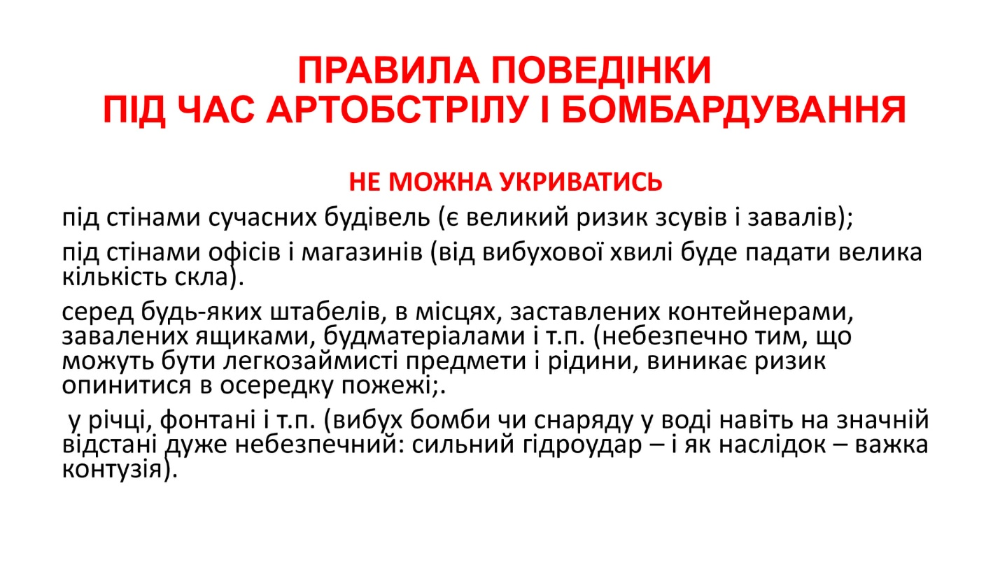 ПРАВИЛА ПОВЕДІНКИ
ПІД ЧАС АРТОБСТРІЛУ І БОМБАРДУВАННЯ
НЕ МОЖНА УКРИВАТИСЬ
під стінами сучасних будівель (є великий ризик зсувів і завалів);
під стінами офісів і магазинів (від вибухової хвилі буде падати велика
кількість скла).
серед будь-яких штабелів, в місцях, заставлених контейнерами,
завалених ящиками, будматеріалами і т.п. (небезпечно тим, що
можуть бути легкозаймисті предмети і рідини, виникає ризик
опинитися в осередку пожежі;.
у річці, фонтані і т.п. (вибух бомби чи снаряду у воді навіть на значній
відстані дуже небезпечний: сильний гідроудар – і як наслідок – важка
контузія).